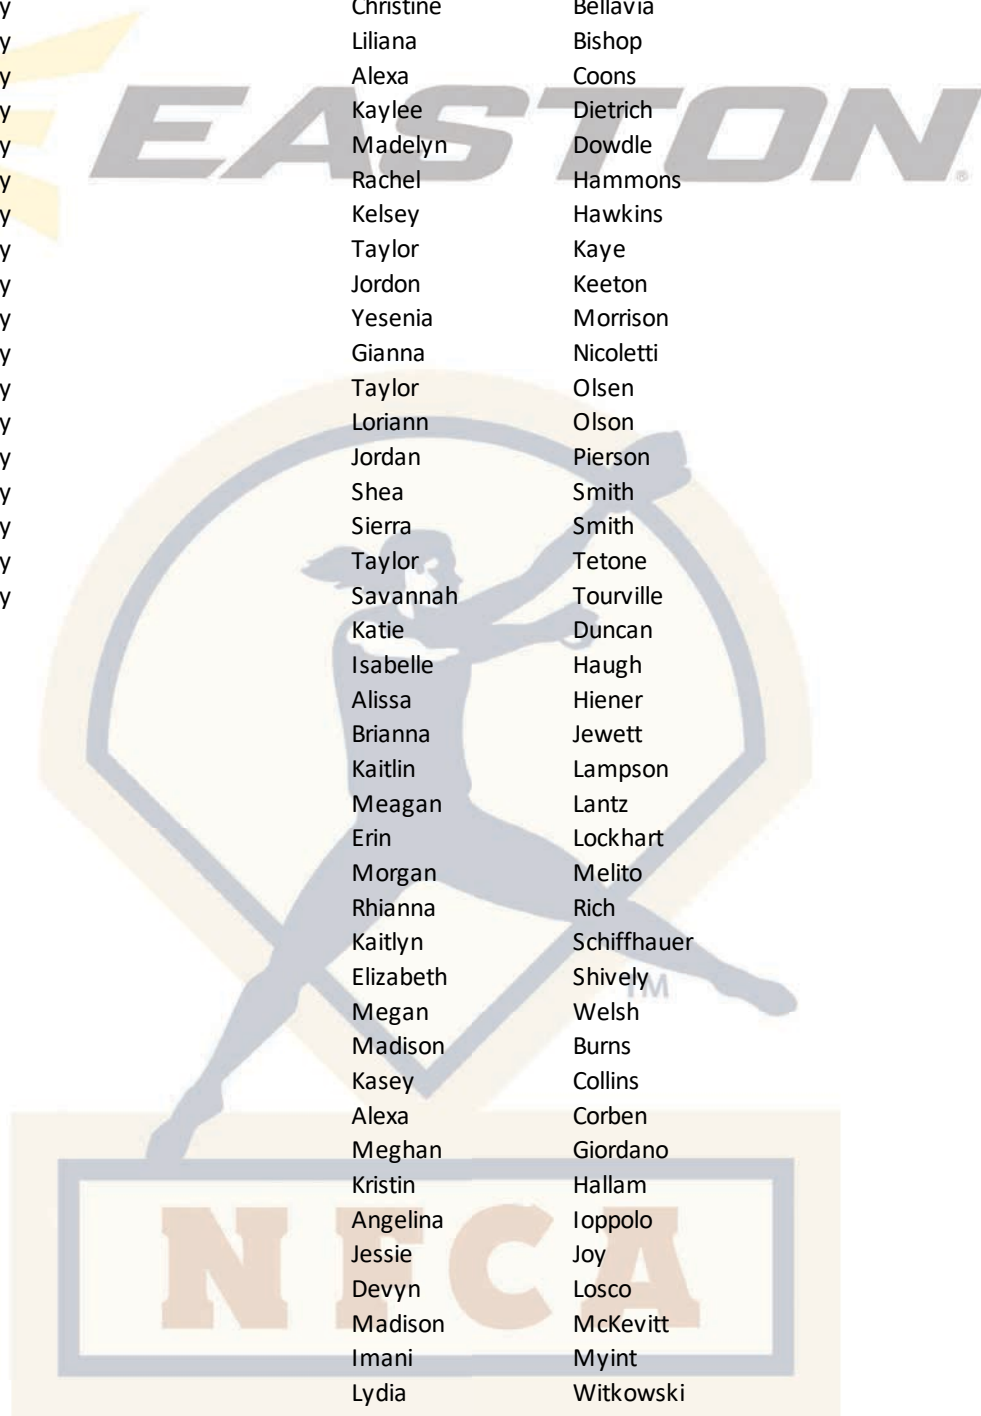 y Christine Bellavia
y Liliana Bishop
y Alexa Coons
y Kaylee Dietrich
y Madelyn Dowdle
y Rachel Hammons
y Kelsey Hawkins
y Taylor Kaye
y Jordon Keeton
y Yesenia Morrison
y Gianna Nicoletti
y Taylor Olsen
y Loriann Olson
y Jordan Pierson
y Shea Smith
y Sierra Smith
y Taylor Tetone
y Savannah Tourville
Katie Duncan
Isabelle Haugh
Alissa Hiener
Brianna Jewett
Kaitlin Lampson
Meagan Lantz
Erin Lockhart
Morgan Melito
Rhianna Rich
Kaitlyn Schiffhauer
Elizabeth Shively
Megan Welsh
Madison Burns
Kasey Collins
Alexa Corben
Meghan Giordano
Kristin Hallam
Angelina Ioppolo
Jessie Joy
Devyn Losco
Madison McKevitt
Imani Myint
Lydia Witkowski
EASTON®
TM
NFCA